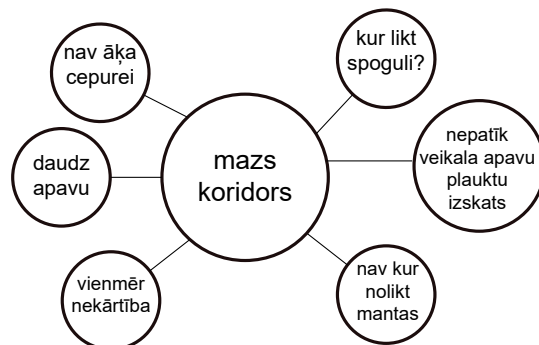 nav āķa
cepurei
kur likt
spoguli?
daudz
apavu
mazs
koridors
nepatīk
veikala apavu
plauktu
izskats
vienmēr
nekārtība
nav kur
nolikt
mantas